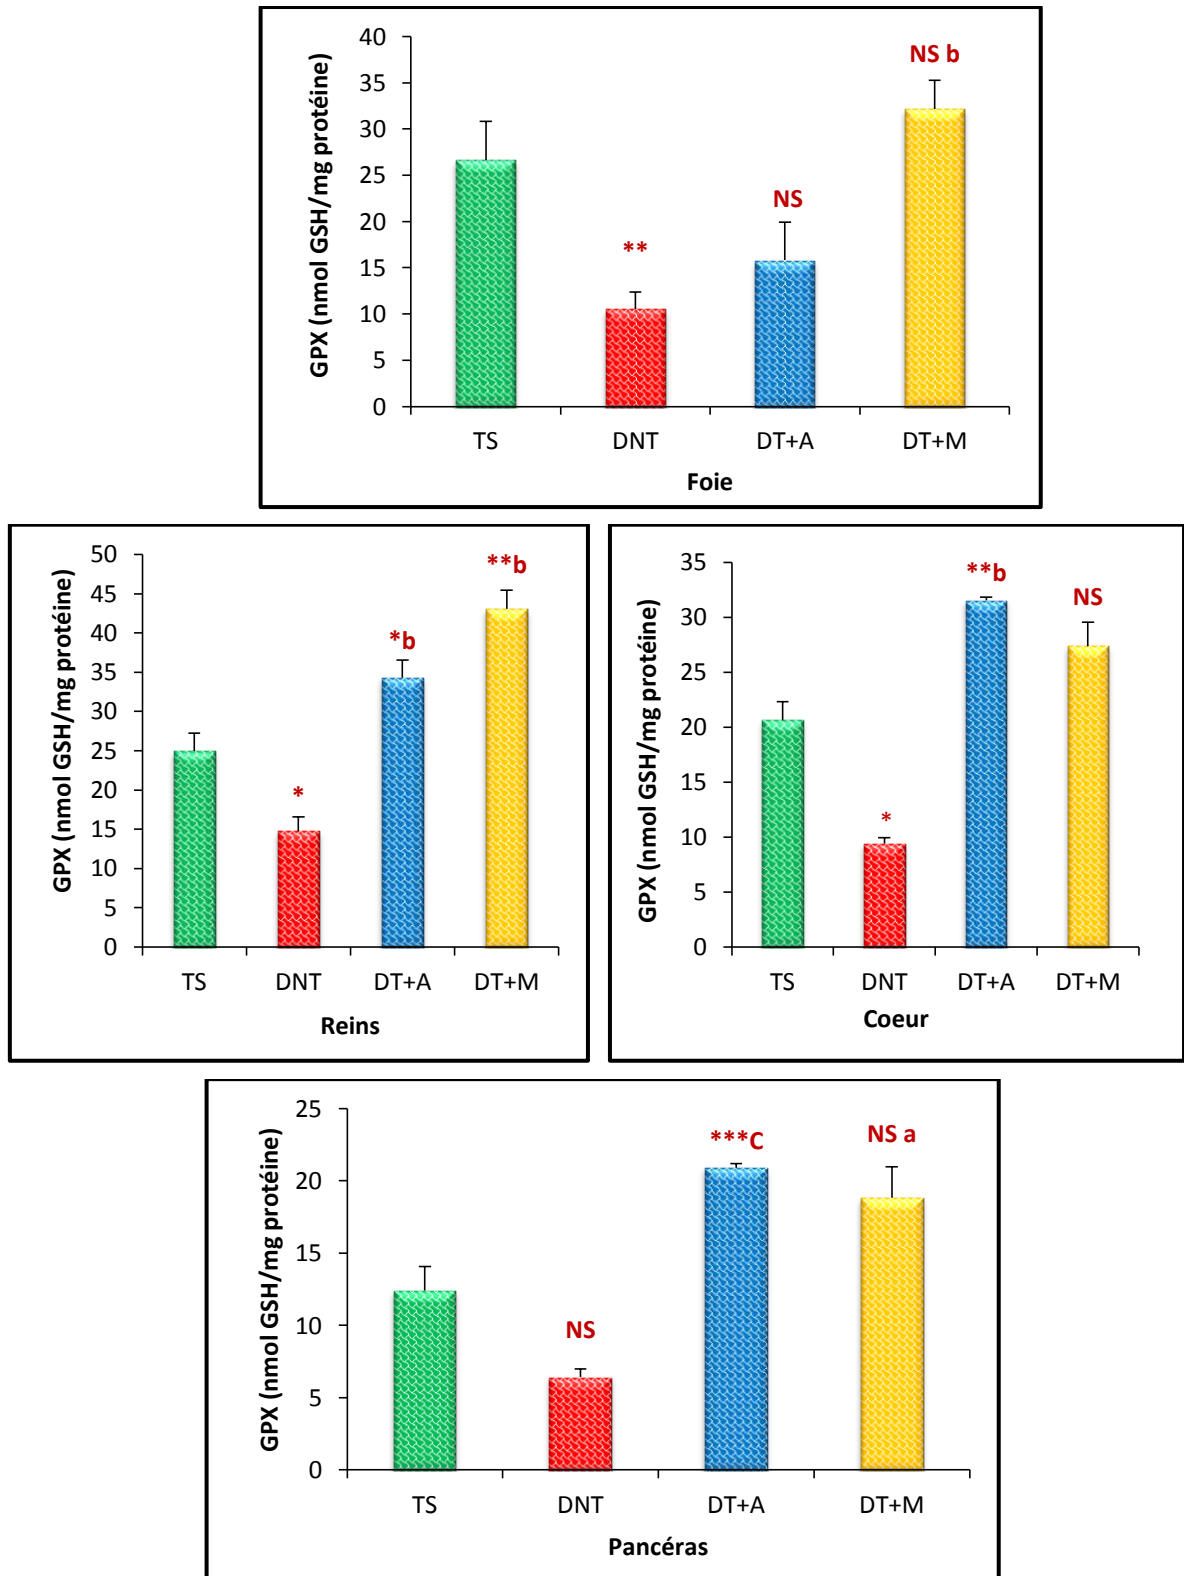 GPX (nmol GSH/mg protéine)
40
35
30
25
20
15
10
5
0
**
NS
NS b
TS DNT DT+A DT+M
Foie
GPX (nmol GSH/mg protéine)
50
45
40
35
30
25
20
15
10
5
0
*
*b
**b
TS DNT DT+A DT+M
Reins
GPX (nmol GSH/mg protéine)
35
30
25
20
15
10
5
0
*
**b
NS
TS DNT DT+A DT+M
Coeur
GPX (nmol GSH/mg protéine)
25
20
15
10
5
0
NS
***C
NS a
TS DNT DT+A DT+M
Pancéras